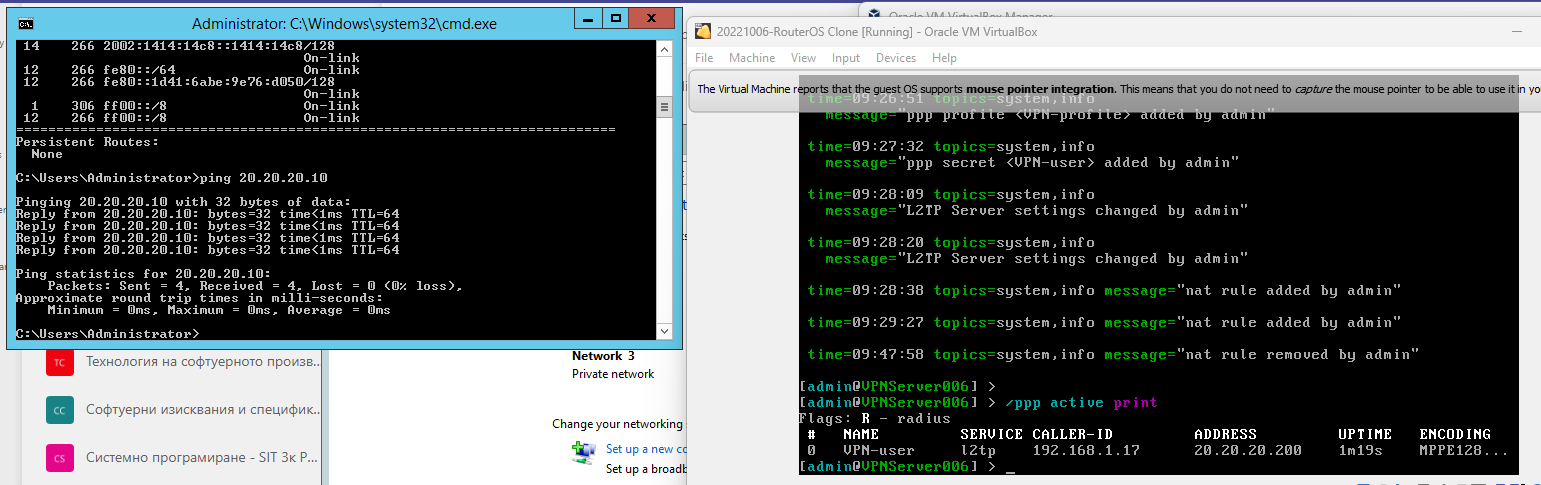 Administrator: C:\Windows\system32\cmd.exe
14 266 2002:1414:14c8::1414:14c8/128
On-link
12 266 fe80::/64 On-link
12 266 fe80::1d41:6abe:9e76:d050/128
On-link
1 306 ff00::/8 On-link
12 266 ff00::/8 On-link
===========================================================================
Persistent Routes:
None
C:\Users\Administrator>ping 20.20.20.10
Pinging 20.20.20.10 with 32 bytes of data:
Reply from 20.20.20.10: bytes=32 time<1ms TTL=64
Reply from 20.20.20.10: bytes=32 time<1ms TTL=64
Reply from 20.20.20.10: bytes=32 time<1ms TTL=64
Reply from 20.20.20.10: bytes=32 time<1ms TTL=64
Ping statistics for 20.20.20.10:
Packets: Sent = 4, Received = 4, Lost = 0 (0% loss),
Approximate round trip times in milli-seconds:
Minimum = 0ms, Maximum = 0ms, Average = 0ms
C:\Users\Administrator>
ТС Технология на софтуерното произв...
СС Софтуерни изисквания и специфик...
CS Системно програмиране - SIT 3к Р...
Network 3
Private network
Change your networking
Set up a new co
Set up a broadb
Oracle VM VirtualBox Manager
20221006-RouterOS Clone [Running] - Oracle VM VirtualBox
File Machine View Input Devices Help
The Virtual Machine reports that the guest OS supports mouse pointer integration. This means that you do not need to capture the mouse pointer to be able to use it in yo
time=09:26:51 topics=system,info
message="ppp profile <VPN-profile> added by admin"
time=09:27:32 topics=system,info
message="ppp secret <VPN-user> added by admin"
time=09:28:09 topics=system,info
message="L2TP Server settings changed by admin"
time=09:28:20 topics=system,info
message="L2TP Server settings changed by admin"
time=09:28:38 topics=system,info message="nat rule added by admin"
time=09:29:27 topics=system,info message="nat rule added by admin"
time=09:47:58 topics=system,info message="nat rule removed by admin"
[admin@VPNServer006] >
[admin@VPNServer006] > /ppp active print
Flags: R - radius
# NAME SERVICE CALLER-ID ADDRESS UPTIME ENCODING
0 VPN-user l2tp 192.168.1.17 20.20.20.200 1m19s MPPE128...
[admin@VPNServer006] > _